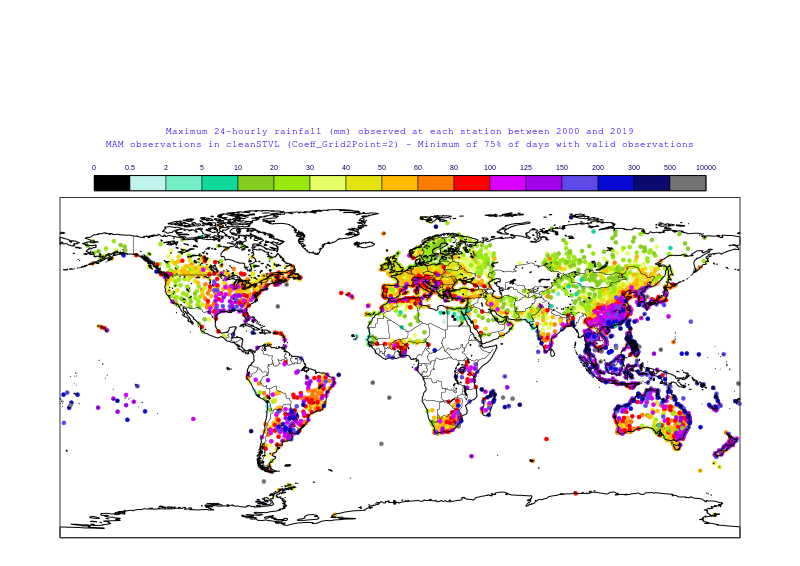 Maximum 24-hourly rainfall (mm) observed at each station between 2000 and 2019
MAM observations in cleanSTVL (Coeff_Grid2Point=2) - Minimum of 75% of days with valid observations
0 0.5 2 5 10 20 30 40 60 80 100 125 150 200 300 500 10000